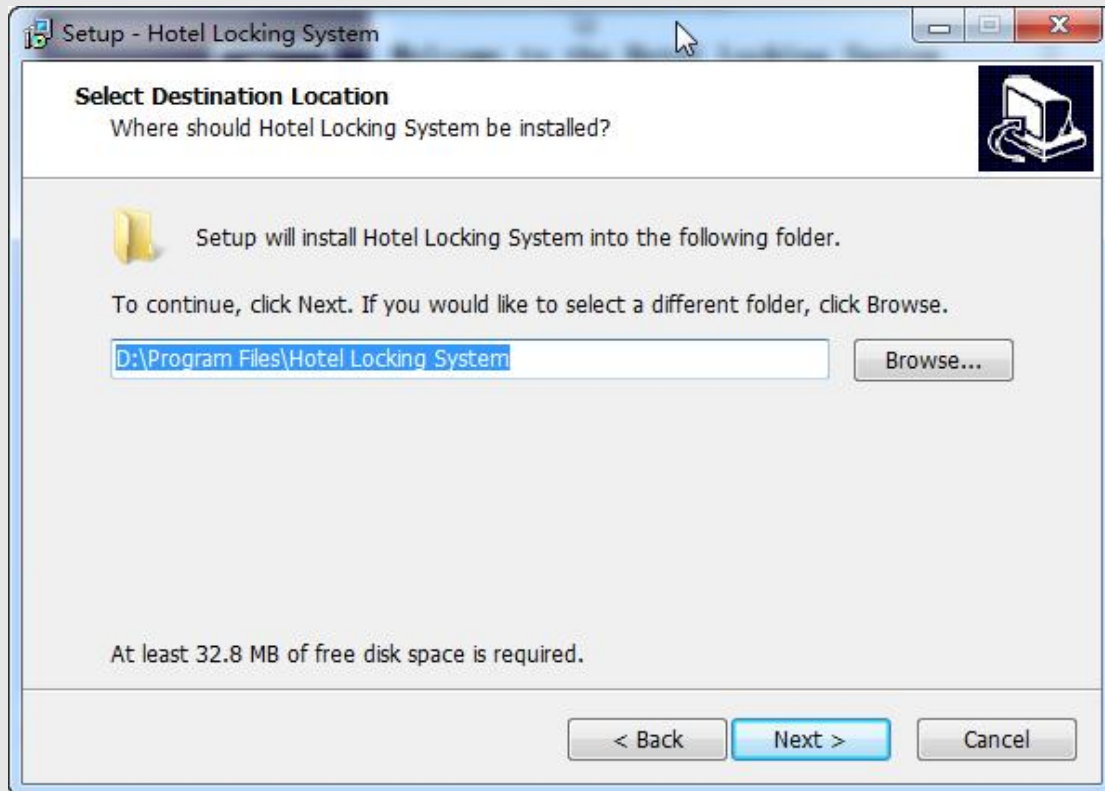 Setup - Hotel Locking System
Select Destination Location
Where should Hotel Locking System be installed?
Setup will install Hotel Locking System into the following folder.
To continue, click Next. If you would like to select a different folder, click Browse.
D:\Program Files\Hotel Locking System
Browse...
At least 32.8 MB of free disk space is required.
< Back
Next >
Cancel